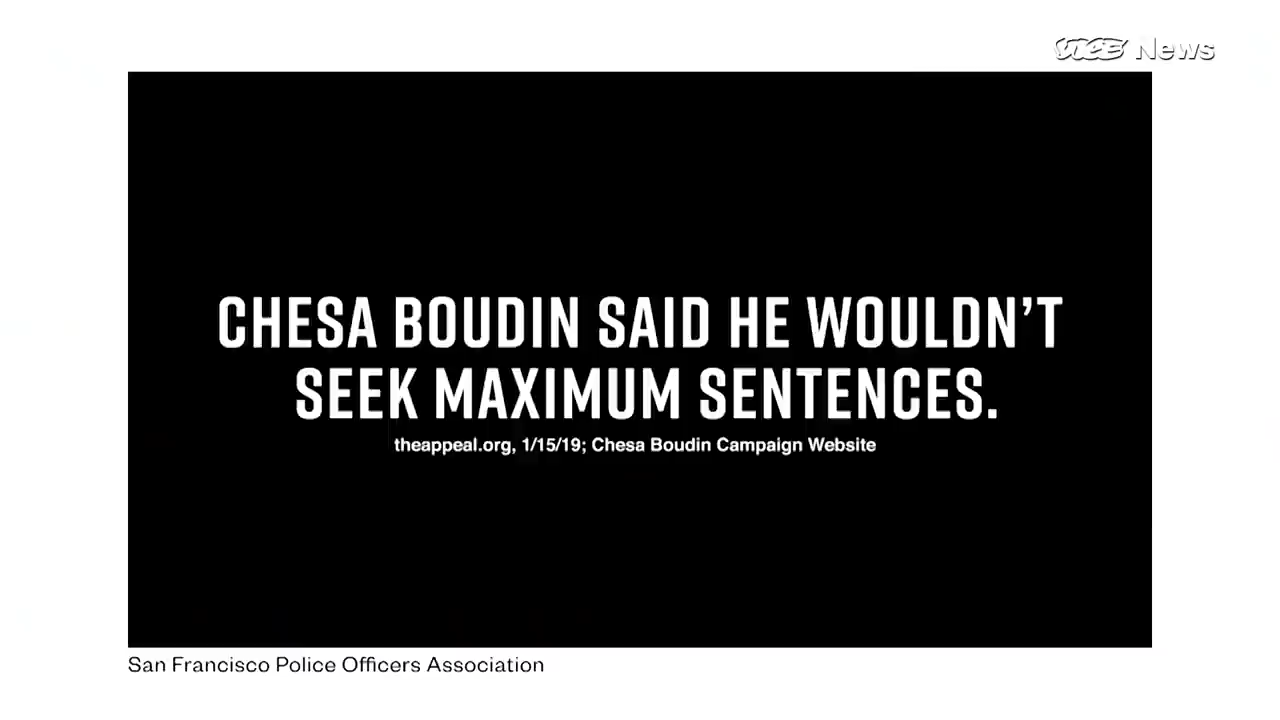 VICE News
CHESA BOUDIN SAID HE WOULDN'T
SEEK MAXIMUM SENTENCES.
theappeal.org, 1/15/19; Chesa Boudin Campaign Website
San Francisco Police Officers Association